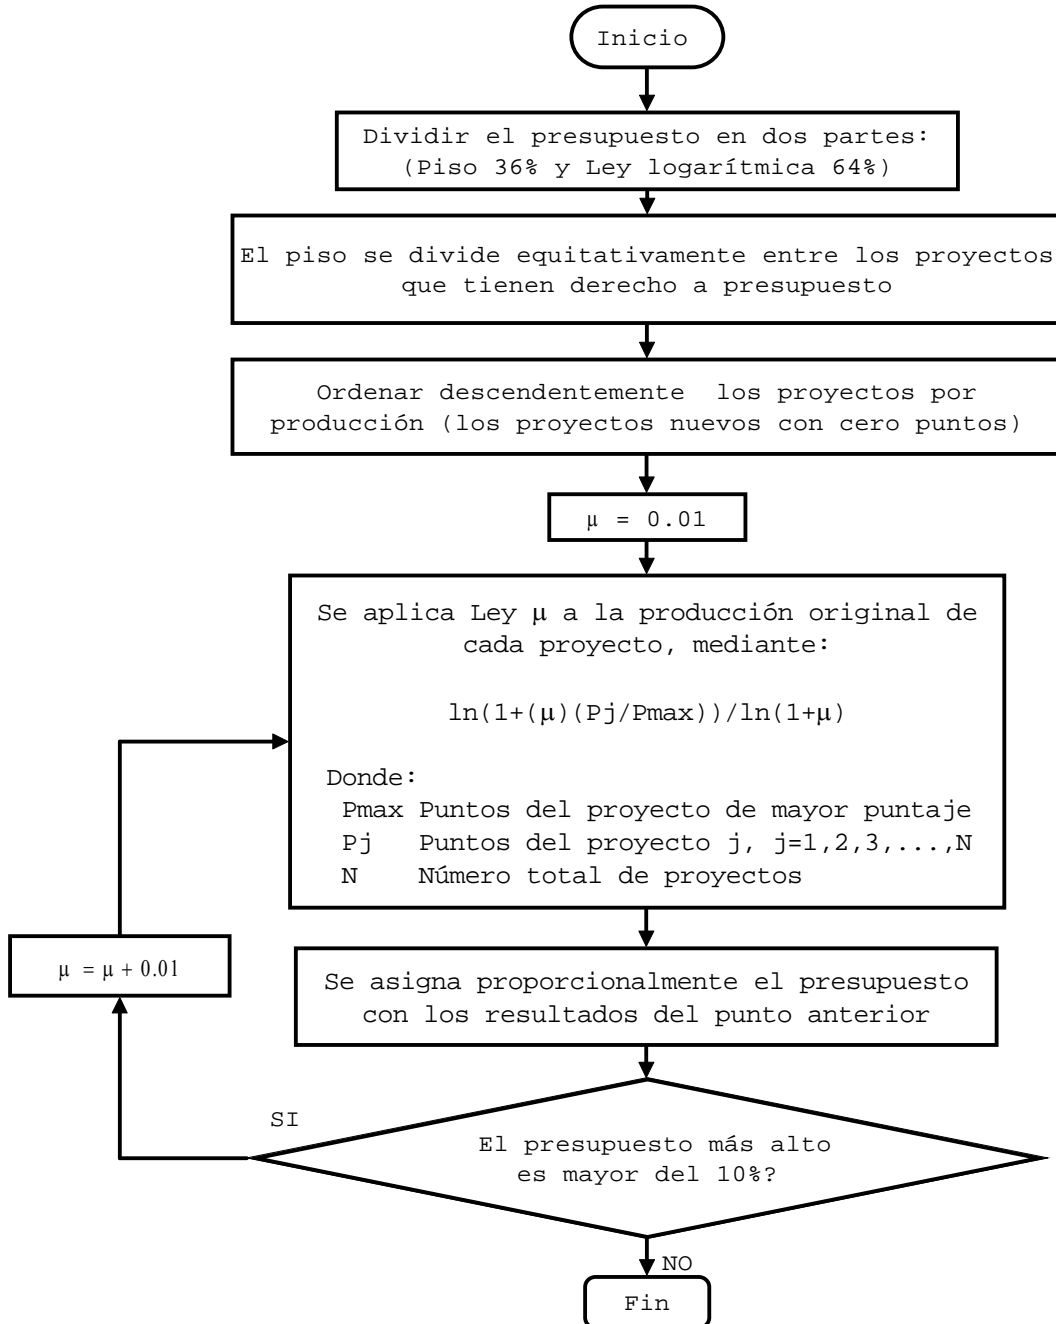 Inicio
Dividir el presupuesto en dos partes:
(Piso 36% y Ley logarítmica 64%)
El piso se divide equitativamente entre los proyectos
que tienen derecho a presupuesto
Ordenar descendentemente los proyectos por
producción (los proyectos nuevos con cero puntos)
μ = 0.01
Se aplica Ley μ a la producción original de
cada proyecto, mediante:
ln(1+(μ)(Pj/Pmax))/ln(1+μ)
Donde:
Pmax Puntos del proyecto de mayor puntaje
Pj Puntos del proyecto j, j=1,2,3,...,N
N Número total de proyectos
μ = μ + 0.01
Se asigna proporcionalmente el presupuesto
con los resultados del punto anterior
SI
El presupuesto más alto
es mayor del 10%?
NO
Fin